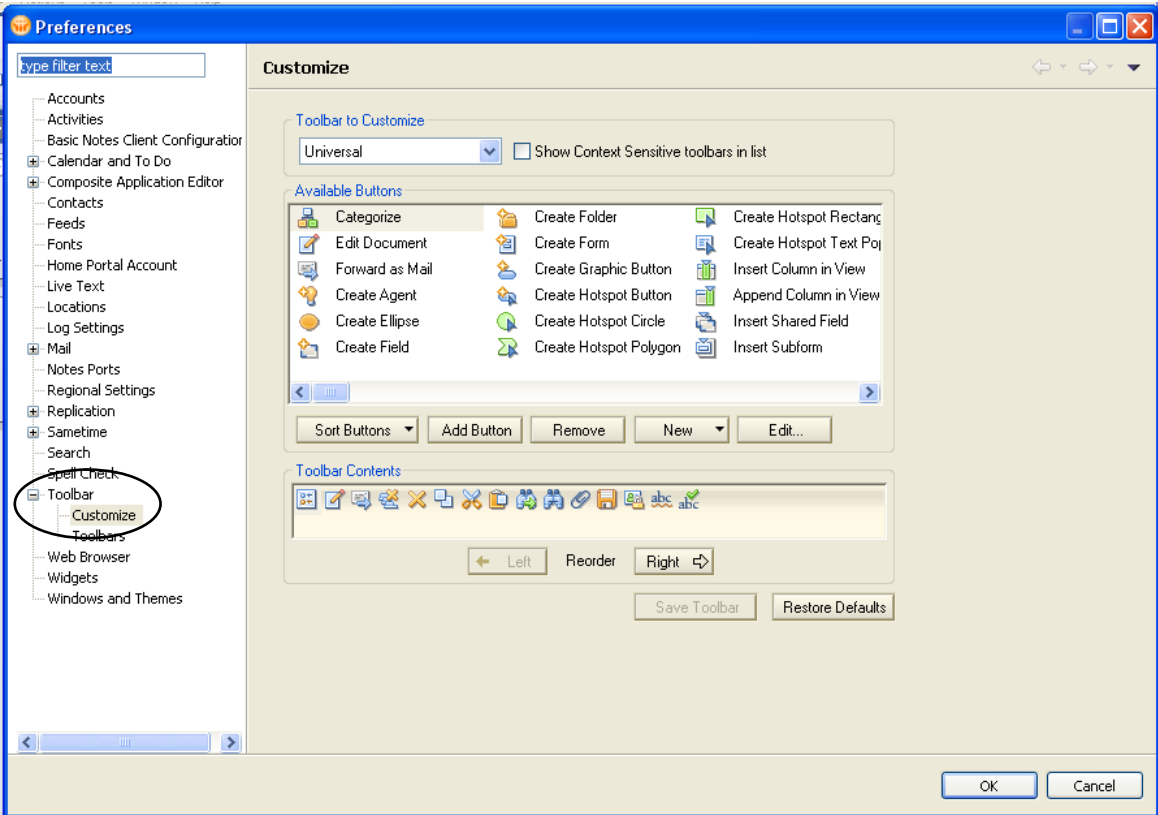 Preferences
type filter text
Customize
Accounts
Activities
Basic Notes Client Configuration
Calendar and To Do
Composite Application Editor
Contacts
Feeds
Fonts
Home Portal Account
Live Text
Locations
Log Settings
Mail
Notes Ports
Regional Settings
Replication
Sametime
Search
Spell Check
Toolbar
Customize
Toolbars
Web Browser
Widgets
Windows and Themes
Toolbar to Customize
Universal
Show Context Sensitive toolbars in list
Available Buttons
Categorize
Edit Document
Forward as Mail
Create Agent
Create Ellipse
Create Field
Create Folder
Create Form
Create Graphic Button
Create Hotspot Button
Create Hotspot Circle
Create Hotspot Polygon
Create Hotspot Rectang
Create Hotspot Text Pop
Insert Column in View
Append Column in View
Insert Shared Field
Insert Subform
Sort Buttons
Add Button
Remove
New
Edit...
Toolbar Contents
abc
abc
Left
Reorder
Right
Save Toolbar
Restore Defaults
OK
Cancel